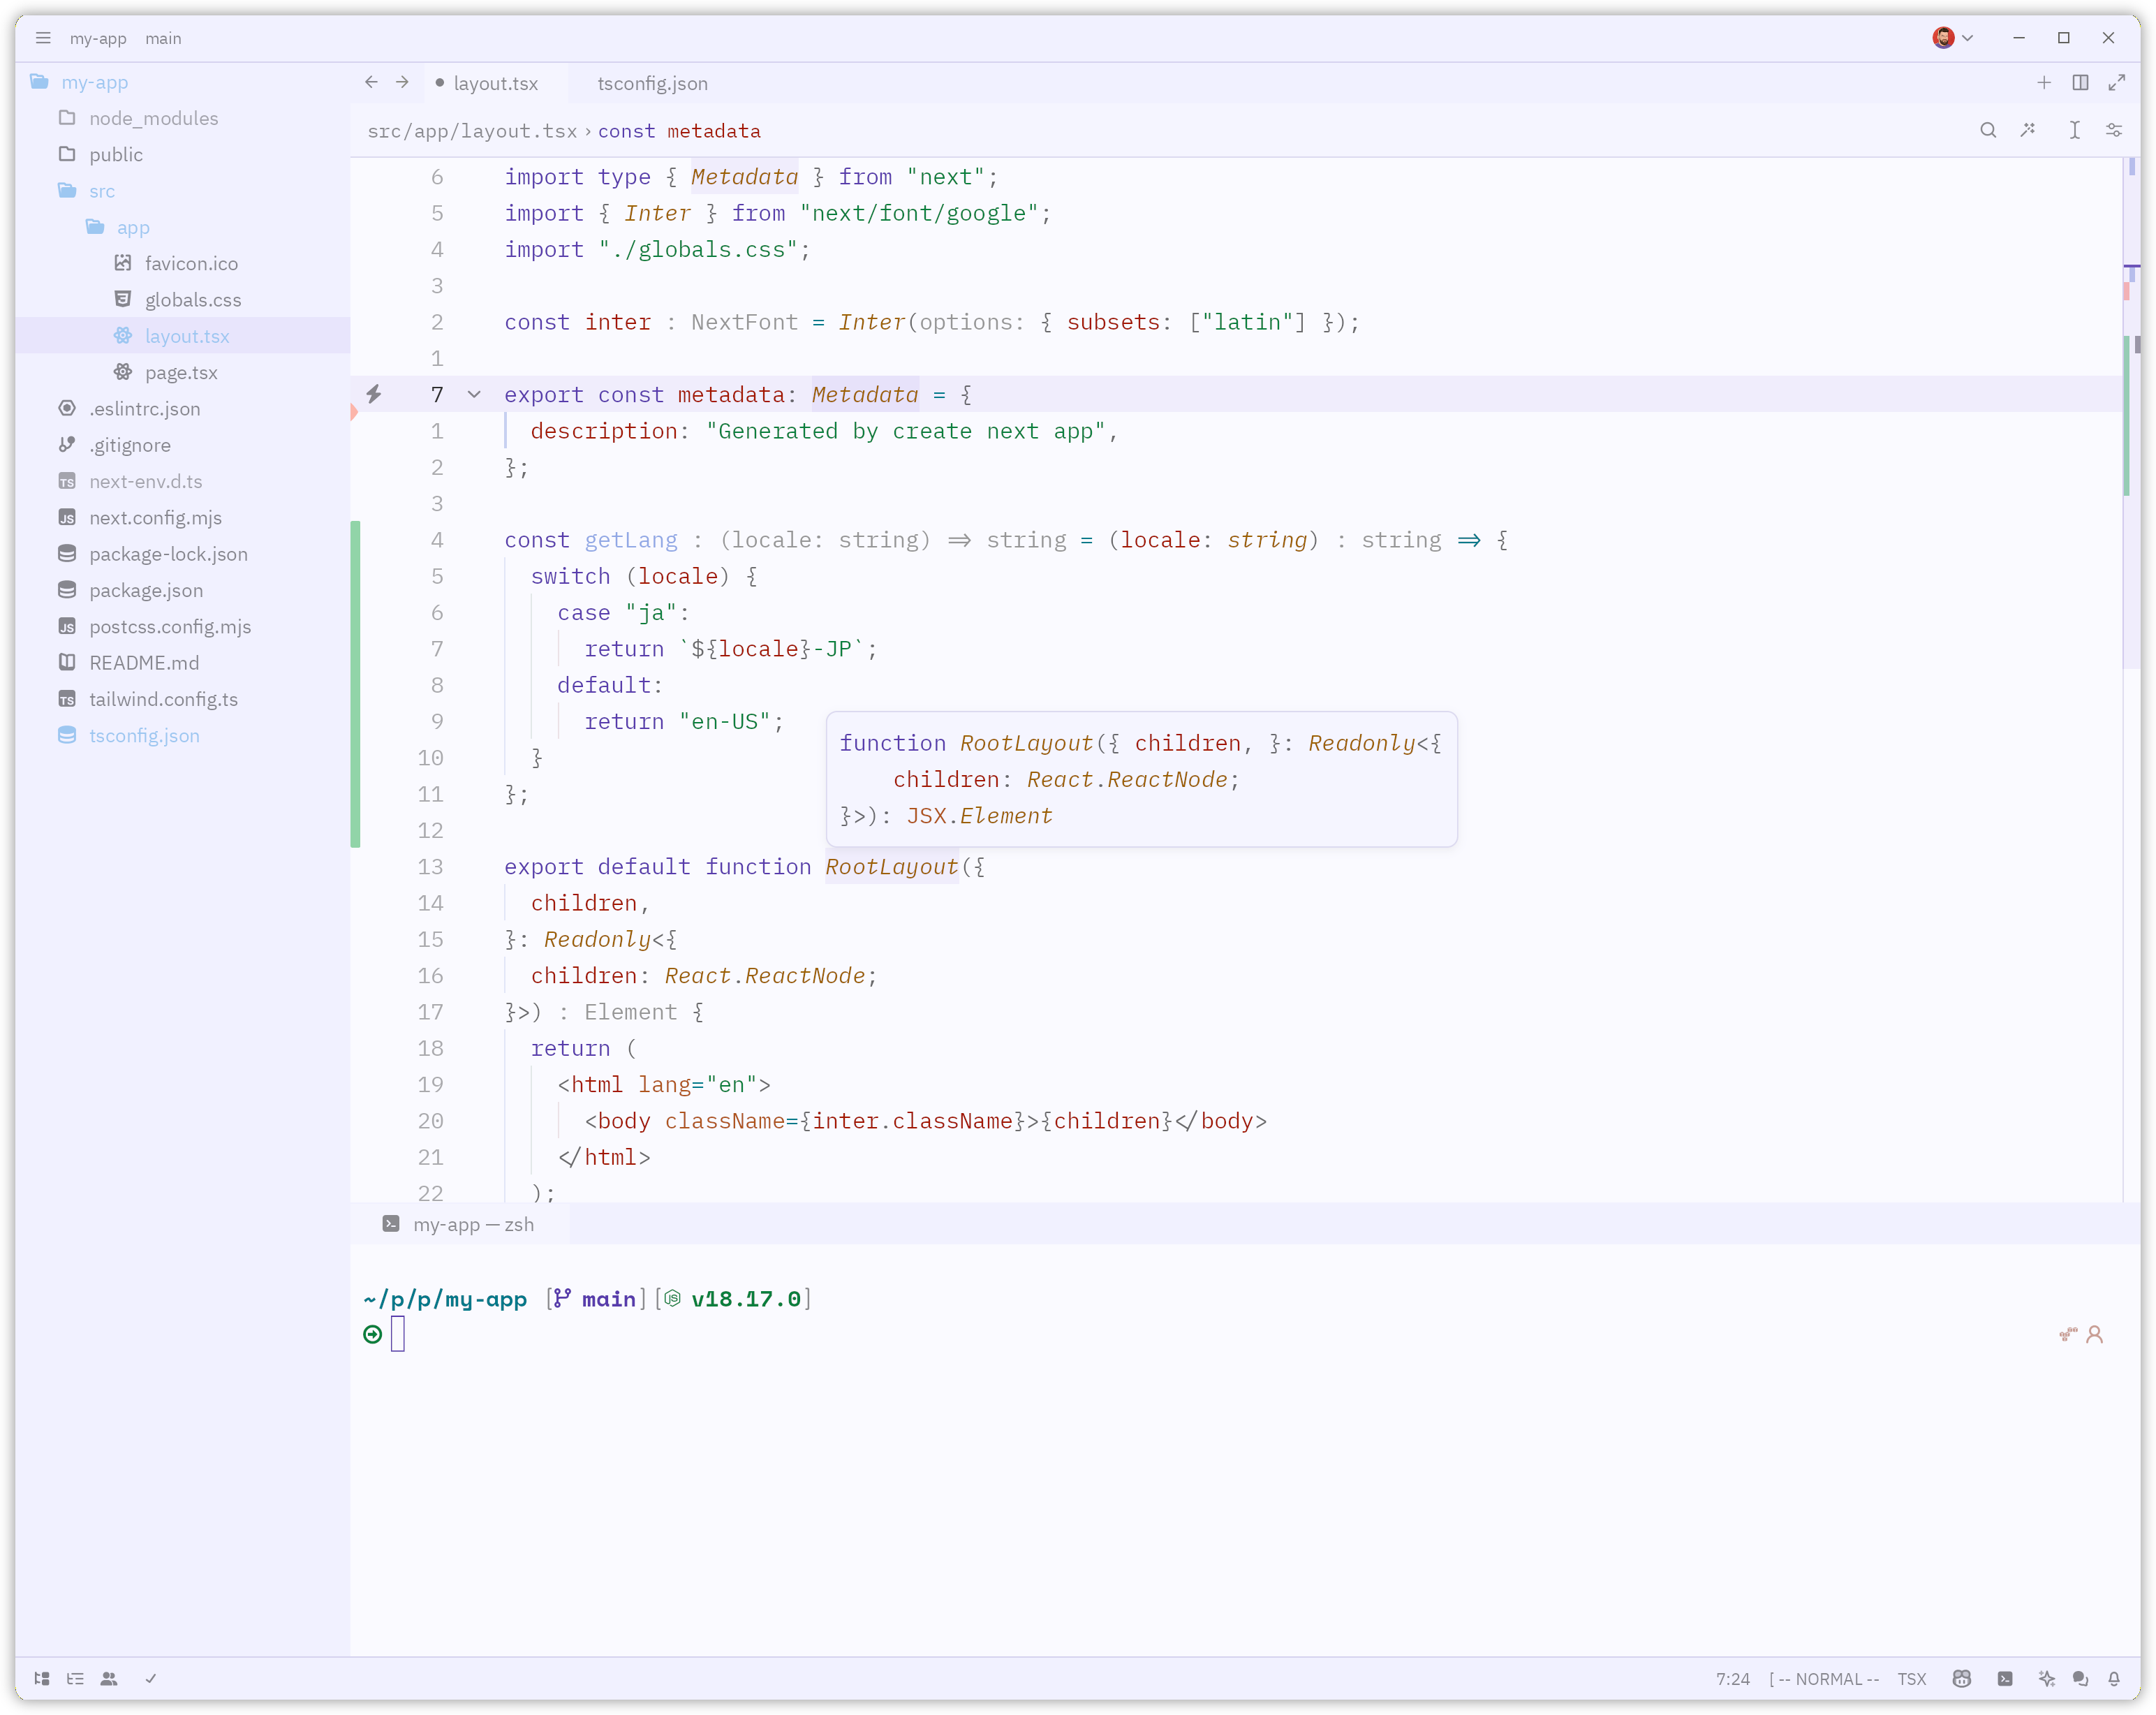 my-app main
my-app
node_modules
public
src
app
favicon.ico
globals.css
layout.tsx
page.tsx
.eslintrc.json
.gitignore
next-env.d.ts
next.config.mjs
package-lock.json
package.json
postcss.config.mjs
README.md
tailwind.config.ts
tsconfig.json
layout.tsx tsconfig.json
src/app/layout.tsx › const metadata
6 import type { Metadata } from "next";
5 import { Inter } from "next/font/google";
4 import "./globals.css";
3
2 const inter : NextFont = Inter(options: { subsets: ["latin"] });
1
7 export const metadata: Metadata = {
1 description: "Generated by create next app",
2 };
3
4 const getLang : (locale: string) => string = (locale: string) : string => {
5 switch (locale) {
6 case "ja":
7 return `${locale}-JP`;
8 default:
9 return "en-US";
10 }
11 };
12
function RootLayout({ children, }: Readonly<{
children: React.ReactNode;
}>): JSX.Element
13 export default function RootLayout({
14 children,
15 }: Readonly<{
16 children: React.ReactNode;
17 }>) : Element {
18 return (
19 <html lang="en">
20 <body className={inter.className}>{children}</body>
21 </html>
22 );
my-app — zsh
~/p/p/my-app [ main][ v18.17.0]
7:24 [ -- NORMAL -- TSX